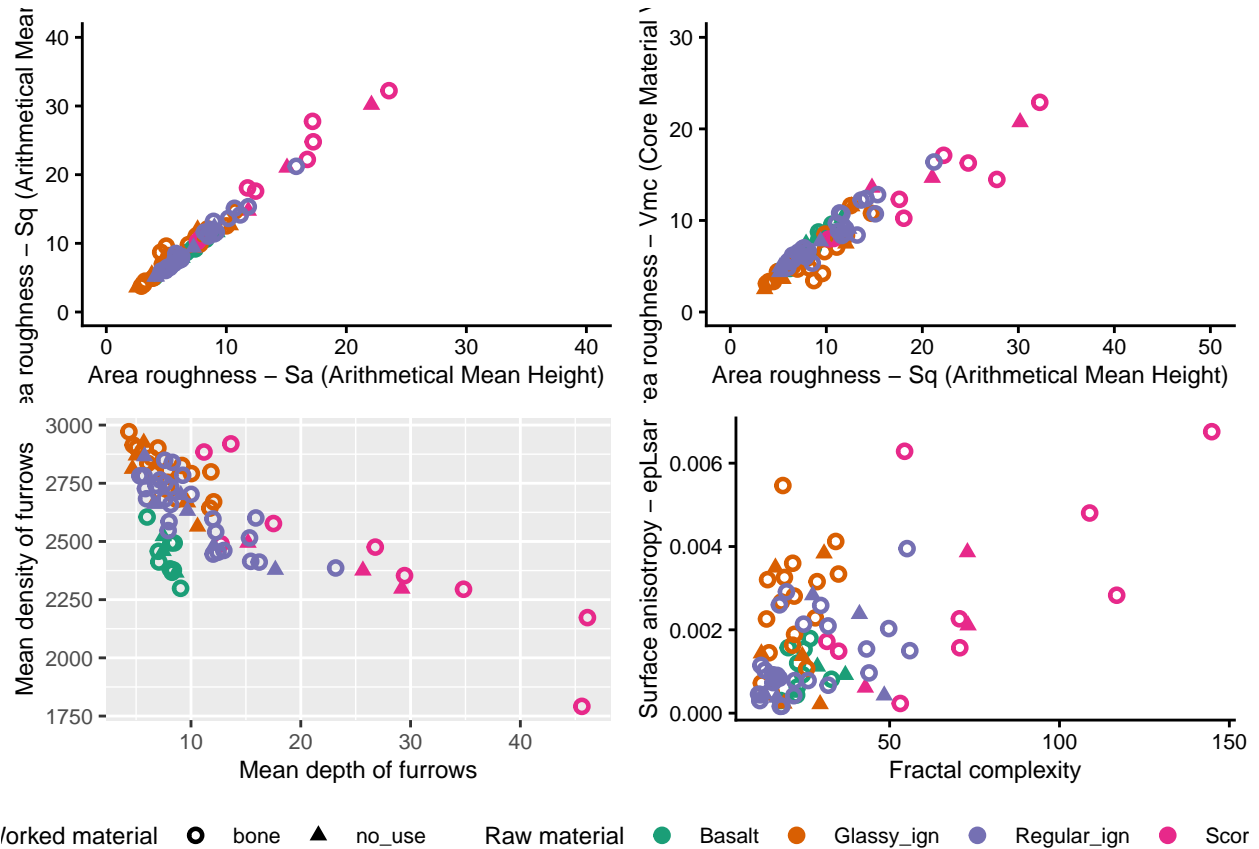 ea roughness – Sq (Arithmetical Mear
40
30
20
10
0
0 10 20 30 40
Area roughness – Sa (Arithmetical Mean Height)
rea roughness – Vmc (Core Material
30
20
10
0
0 10 20 30 40 50
Area roughness – Sq (Arithmetical Mean Height)
Mean density of furrows
3000
2750
2500
2250
2000
1750
10 20 30 40
Mean depth of furrows
Surface anisotropy – epLsar
0.006
0.004
0.002
0.000
50 100 150
Fractal complexity
orked material bone no_use Raw material Basalt Glassy_ign Regular_ign Scor